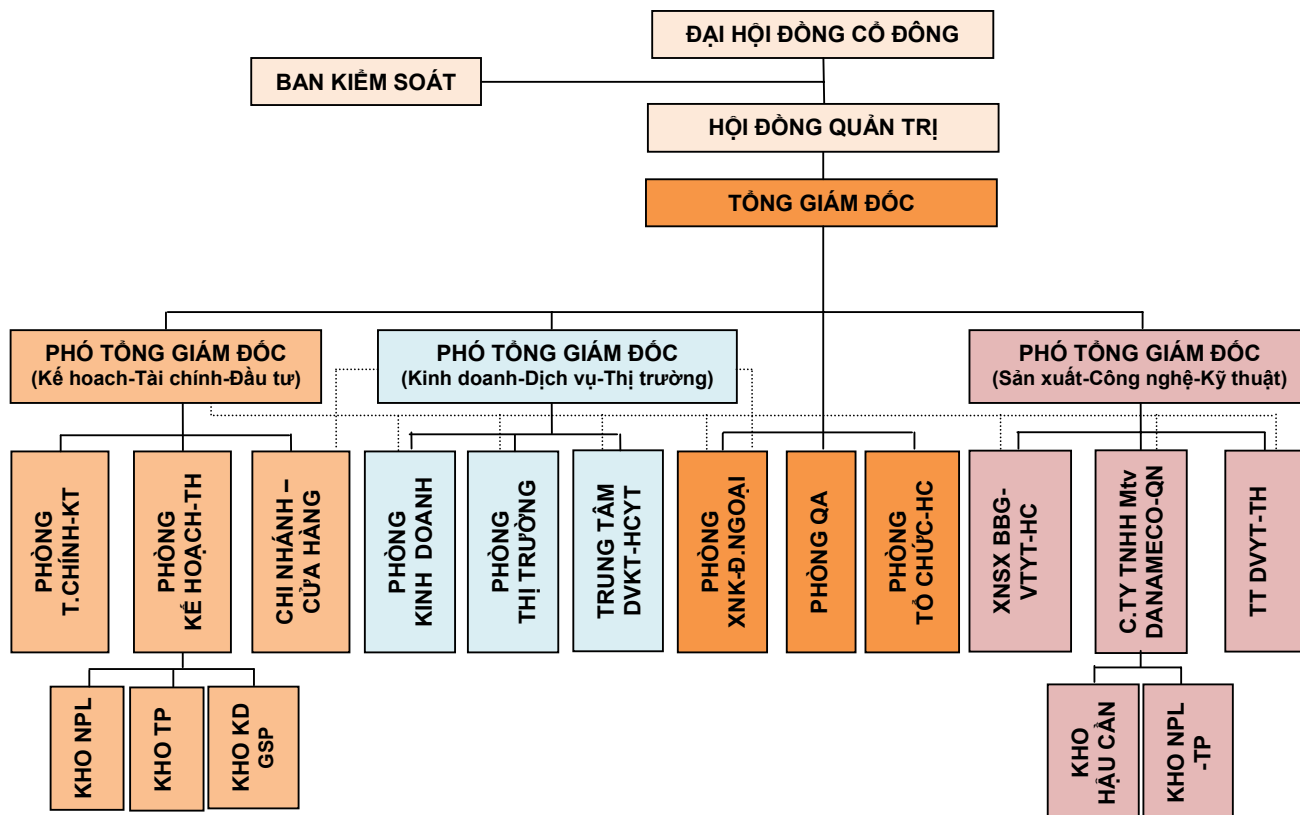 ĐẠI HỘI ĐỒNG CỔ ĐÔNG
BAN KIỂM SOÁT
HỘI ĐỒNG QUẢN TRỊ
TỔNG GIÁM ĐỐC
PHÓ TỔNG GIÁM ĐỐC
(Kế hoach-Tài chính-Đầu tư)
PHÓ TỔNG GIÁM ĐỐC
(Kinh doanh-Dịch vụ-Thị trường)
PHÓ TỔNG GIÁM ĐỐC
(Sản xuất-Công nghệ-Kỹ thuật)
PHÒNG
T.CHÍNH-KT
PHÒNG
KẾ HOẠCH-TH
CHI NHÁNH –
CỬA HÀNG
PHÒNG
KINH DOANH
PHÒNG
THỊ TRƯỜNG
TRUNG TÂM
DVKT-HCYT
PHÒNG
XNK-Đ.NGOẠI
PHÒNG QA
PHÒNG
TỔ CHỨC-HC
XNSX BBG-
VTYT-HC
C.TY TNHH Mtv
DANAMECO-QN
TT DVYT-TH
KHO NPL
KHO TP
KHO KD
GSP
KHO
HẬU CẦN
KHO NPL
-TP